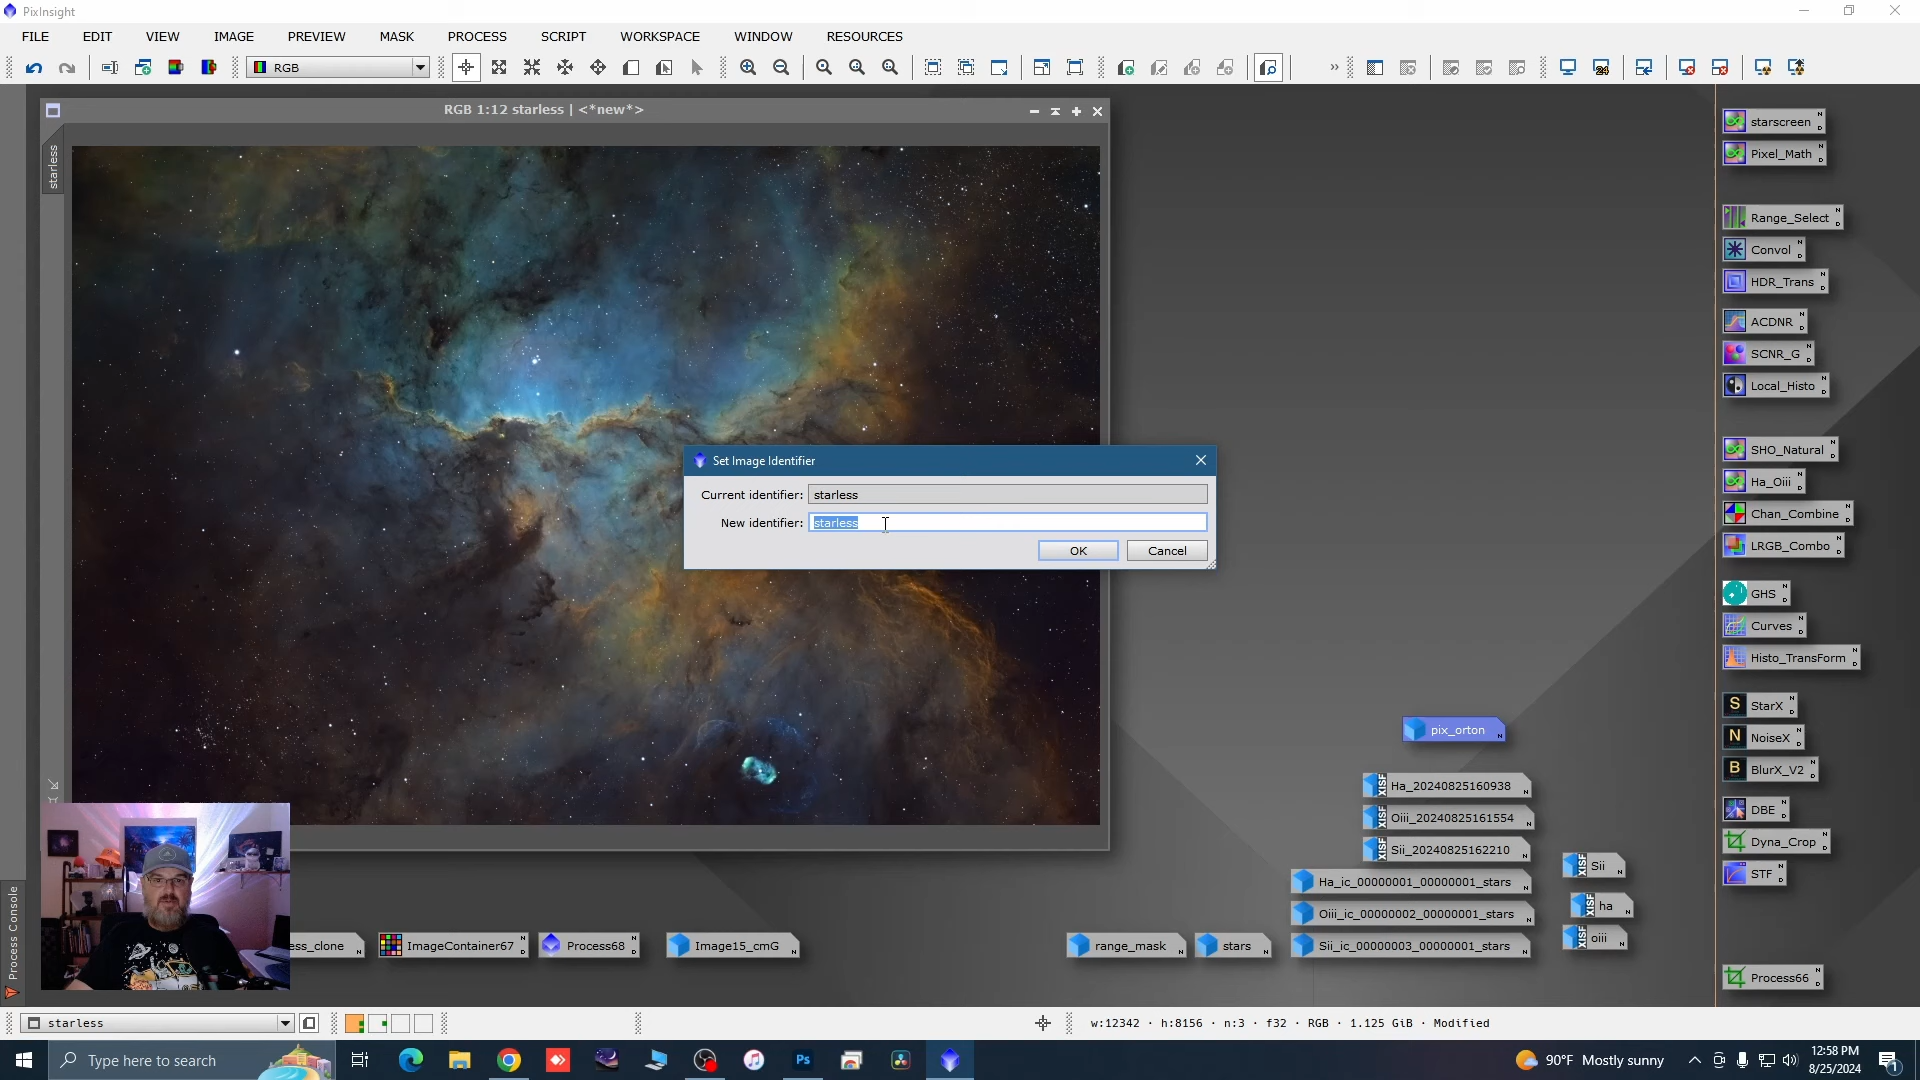 PixInsight
FILE EDIT VIEW IMAGE PREVIEW MASK PROCESS SCRIPT WORKSPACE WINDOW RESOURCES
RGB
24
RGB 1:12 starless | <*new*>
starless
Set Image Identifier
Current identifier: starless
New identifier: starless
OK Cancel
starscreen
Pixel_Math
Range_Select
Convol
HDR_Trans
ACDNR
SCNR_G
Local_Histo
SHO_Natural
Ha_Oiii
Chan_Combine
LRGB_Combo
GHS
Curves
Histo_TransForm
StarX
NoiseX
BlurX_V2
DBE
Dyna_Crop
STF
Process66
pix_orton
Ha_20240825160938
Oiii_20240825161554
Sii_20240825162210
Ha_ic_00000001_00000001_stars
Oiii_ic_00000002_00000001_stars
Sii_ic_00000003_00000001_stars
Sii
ha
oiii
ess_clone ImageContainer67 Process68 Image15_cmG range_mask stars
Process Console
starless
w:12342 · h:8156 · n:3 · f32 · RGB · 1.125 GiB · Modified
Type here to search
90°F Mostly sunny
12:58 PM
8/25/2024